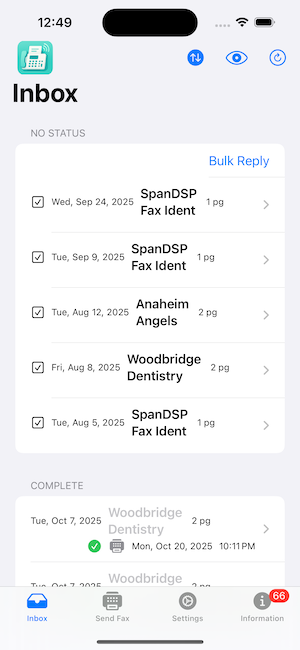 12:49
Inbox
NO STATUS
Bulk Reply
Wed, Sep 24, 2025 SpanDSP Fax Ident 1 pg
Tue, Sep 9, 2025 SpanDSP Fax Ident 1 pg
Tue, Aug 12, 2025 Anaheim Angels 2 pg
Fri, Aug 8, 2025 Woodbridge Dentistry 2 pg
Tue, Aug 5, 2025 SpanDSP Fax Ident 1 pg
COMPLETE
Tue, Oct 7, 2025 Woodbridge Dentistry 2 pg
Mon, Oct 20, 2025 10:11 PM
Tue, Oct 7, 2025 Woodbridge 2 pg
66
Inbox Send Fax Settings Information